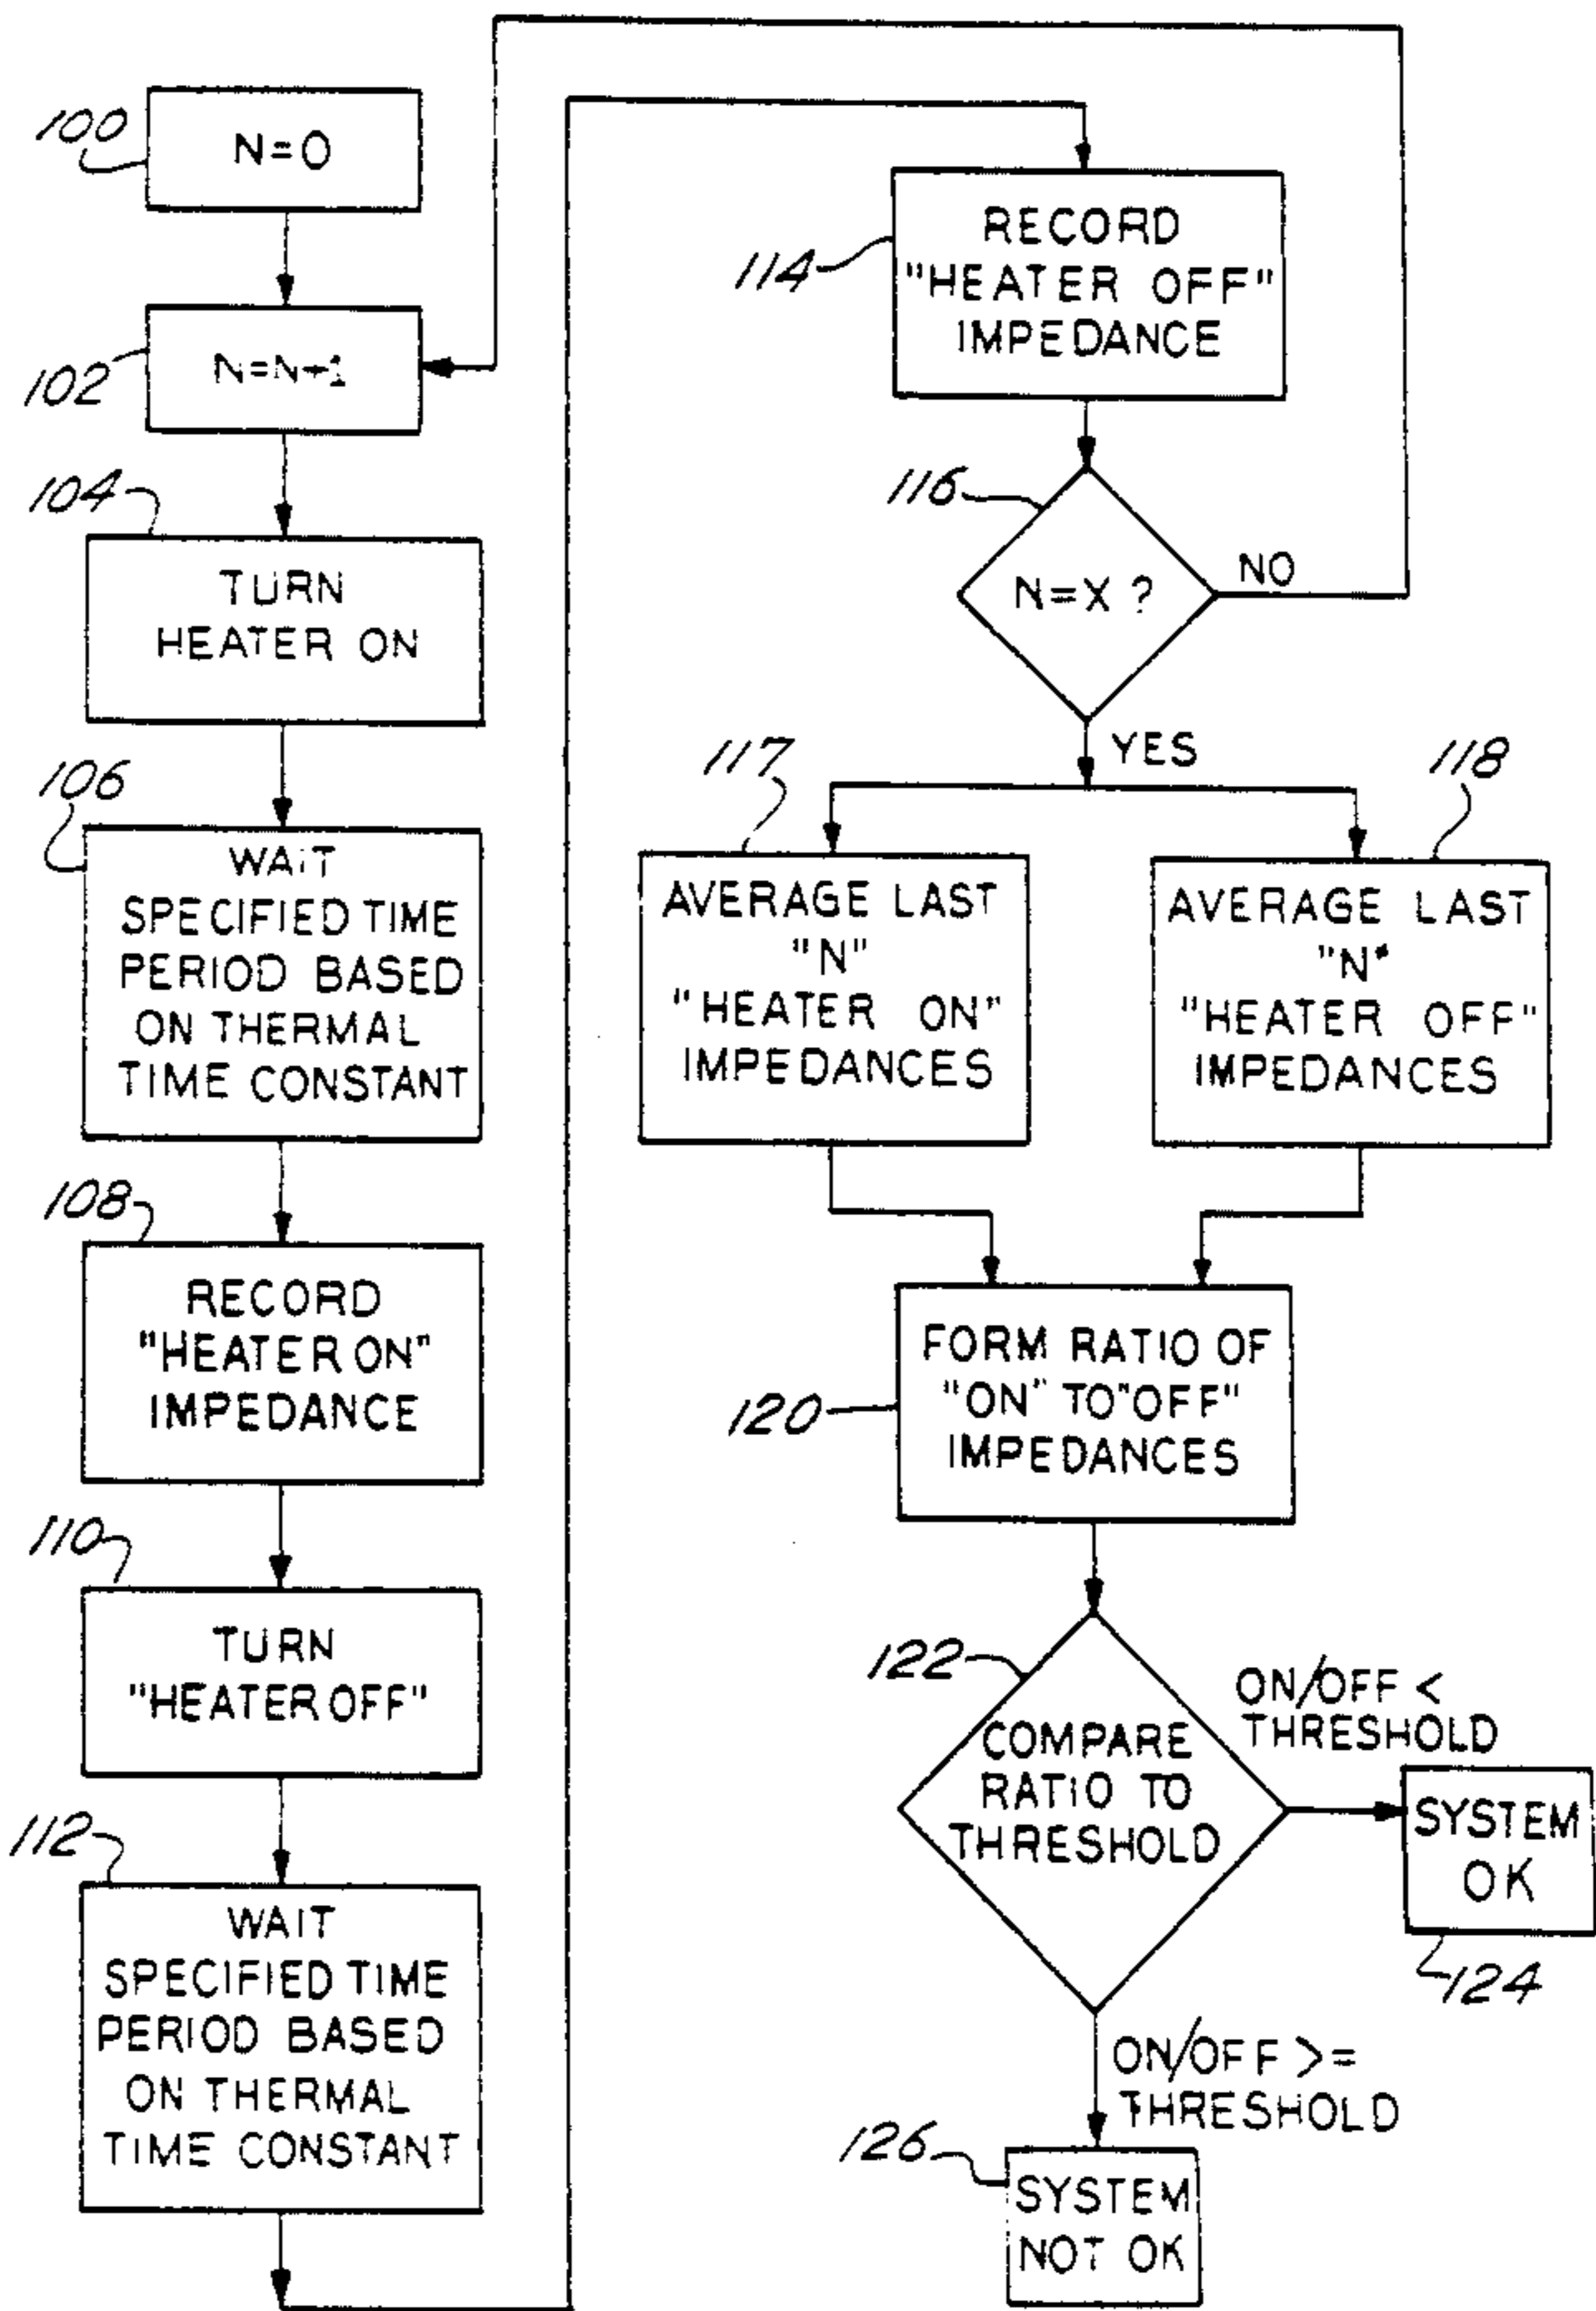 100
N=0
102
N=N+1
104
TURN
HEATER ON
106
WAIT
SPECIFIED TIME
PERIOD BASED
ON THERMAL
TIME CONSTANT
108
RECORD
"HEATER ON"
IMPEDANCE
110
TURN
"HEATER OFF"
112
WAIT
SPECIFIED TIME
PERIOD BASED
ON THERMAL
TIME CONSTANT
114
RECORD
"HEATER OFF"
IMPEDANCE
116
N=X ?
NO
YES
117
AVERAGE LAST
"N"
"HEATER ON"
IMPEDANCES
118
AVERAGE LAST
"N"
"HEATER OFF"
IMPEDANCES
120
FORM RATIO OF
"ON" TO "OFF"
IMPEDANCES
122
COMPARE
RATIO TO
THRESHOLD
ON/OFF <
THRESHOLD
SYSTEM
OK
124
ON/OFF >=
THRESHOLD
126
SYSTEM
NOT OK